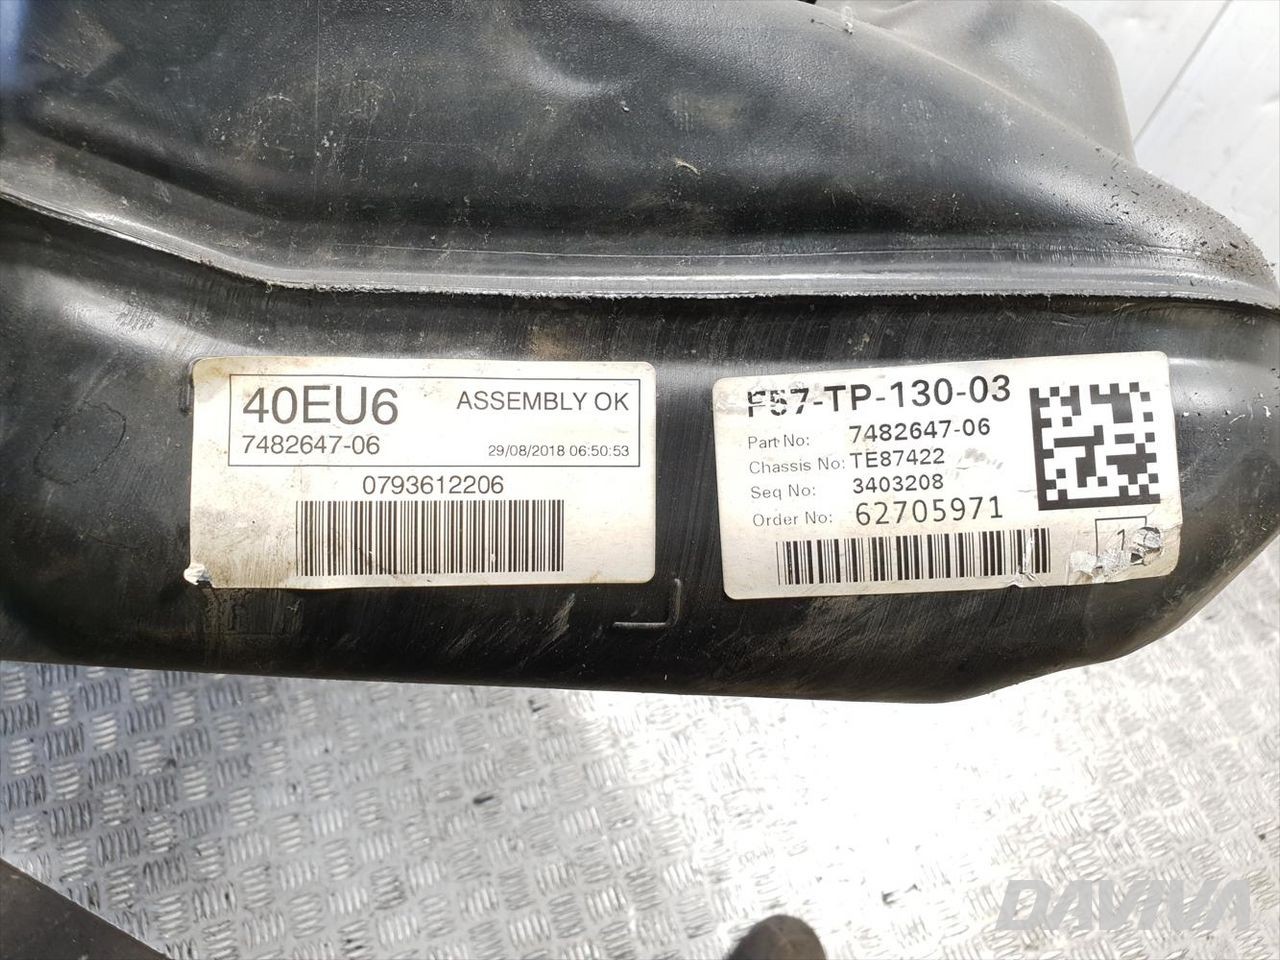 40EU6
ASSEMBLY OK
7482647-06
29/08/2018 06:50:53
0793612206
F57-TP-130-03
Part No: 7482647-06
Chassis No: TE87422
Seq No: 3403208
Order No: 62705971
1
DAVIVA